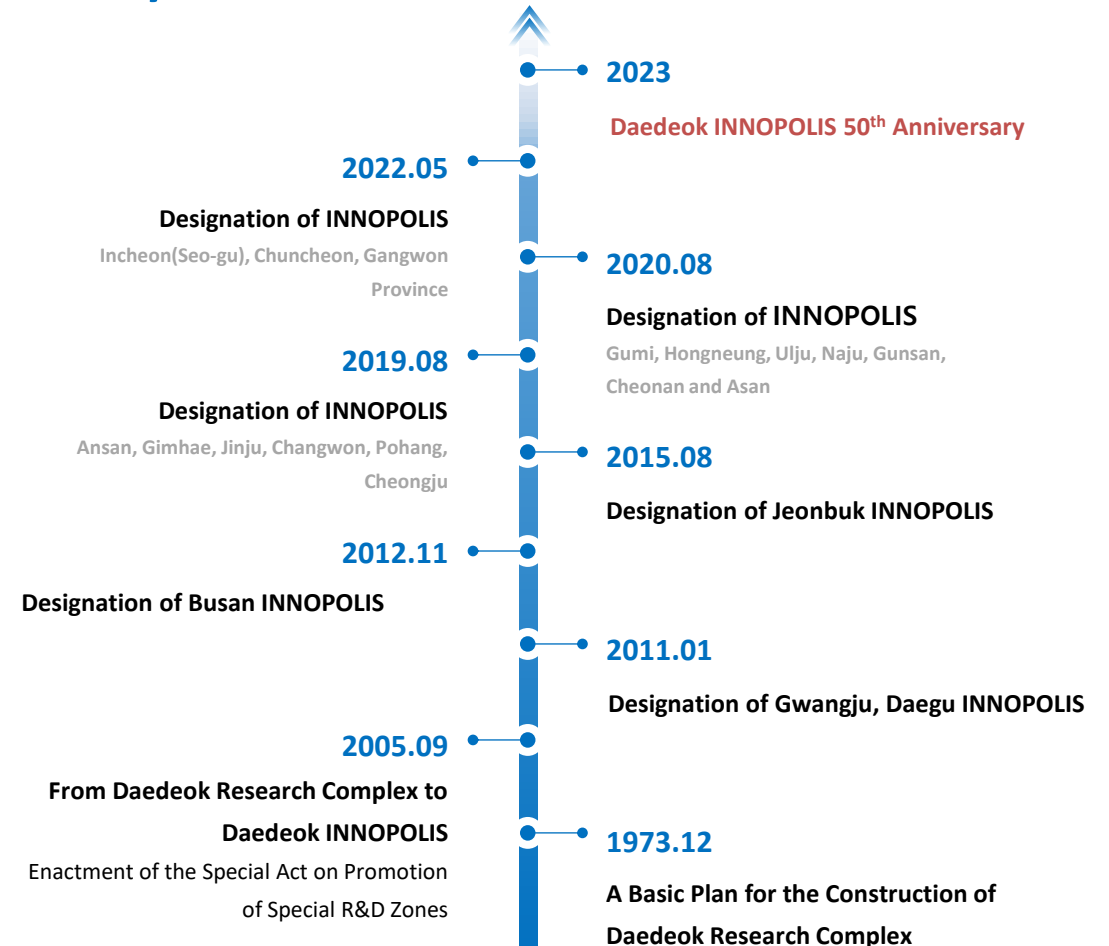 2023
Daedeok INNOPOLIS 50th Anniversary
2022.05
Designation of INNOPOLIS
Incheon(Seo-gu), Chuncheon, Gangwon
Province
2020.08
Designation of INNOPOLIS
Gumi, Hongneung, Ulju, Naju, Gunsan,
Cheonan and Asan
2019.08
Designation of INNOPOLIS
Ansan, Gimhae, Jinju, Changwon, Pohang,
Cheongju
2015.08
Designation of Jeonbuk INNOPOLIS
2012.11
Designation of Busan INNOPOLIS
2011.01
Designation of Gwangju, Daegu INNOPOLIS
2005.09
From Daedeok Research Complex to
Daedeok INNOPOLIS
Enactment of the Special Act on Promotion
of Special R&D Zones
1973.12
A Basic Plan for the Construction of
Daedeok Research Complex